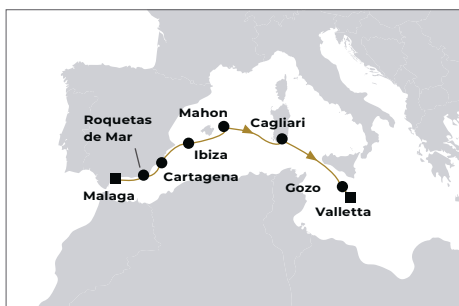 Mahon
Cagliari
Roquetas
de Mar
Ibiza
Cartagena
Malaga
Gozo
Valletta